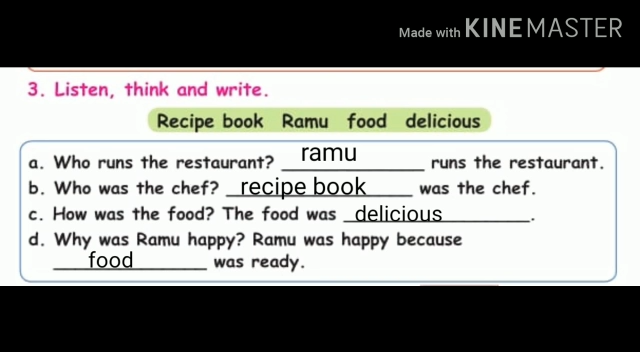 Made with KINEMASTER
3. Listen, think and write.
Recipe book Ramu food delicious
a. Who runs the restaurant? ramu runs the restaurant.
b. Who was the chef? recipe book was the chef.
c. How was the food? The food was delicious.
d. Why was Ramu happy? Ramu was happy because
food was ready.